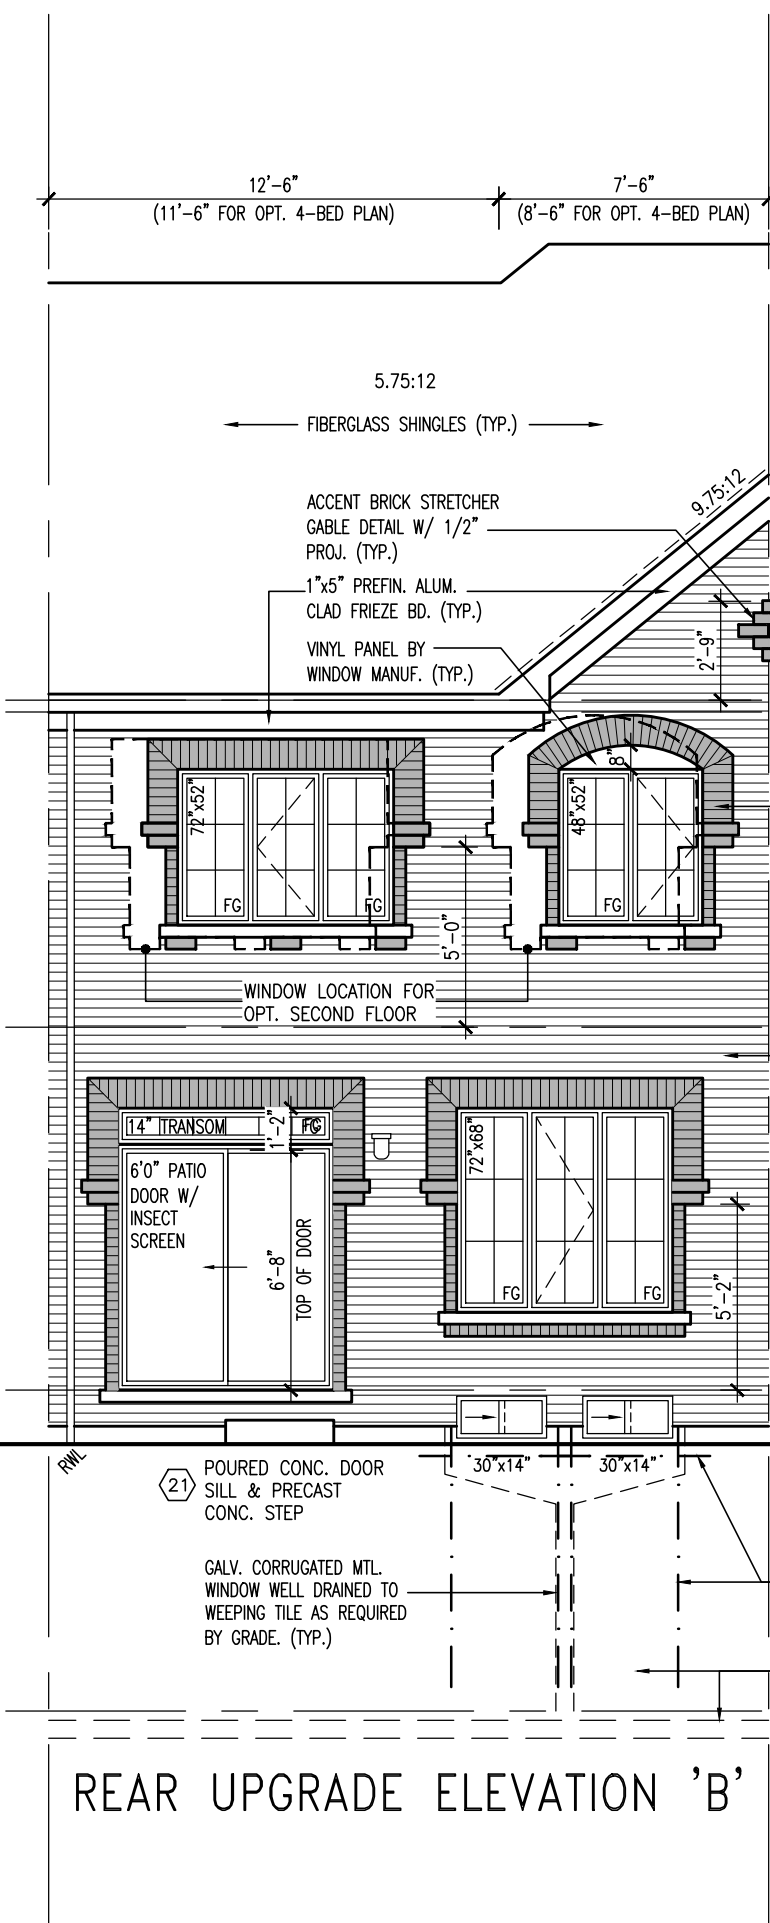 12'-6"
(11'-6" FOR OPT. 4-BED PLAN)
7'-6"
(8'-6" FOR OPT. 4-BED PLAN)
5.75:12
FIBERGLASS SHINGLES (TYP.)
9.75:12
ACCENT BRICK STRETCHER
GABLE DETAIL W/ 1/2"
PROJ. (TYP.)
1"x5" PREFIN. ALUM.
CLAD FRIEZE BD. (TYP.)
2'-9"
VINYL PANEL BY
WINDOW MANUF. (TYP.)
8"
72"x52"
FG
FG
48"x52"
FG
5'-0"
WINDOW LOCATION FOR
OPT. SECOND FLOOR
14" TRANSOM
FG
1'-2"
6'0" PATIO
DOOR W/
INSECT
SCREEN
6'-8"
TOP OF DOOR
72"x68"
FG
FG
5'-2"
RWL
30"x14"
30"x14"
21
POURED CONC. DOOR
SILL & PRECAST
CONC. STEP
GALV. CORRUGATED MTL.
WINDOW WELL DRAINED TO
WEEPING TILE AS REQUIRED
BY GRADE. (TYP.)
REAR UPGRADE ELEVATION 'B'